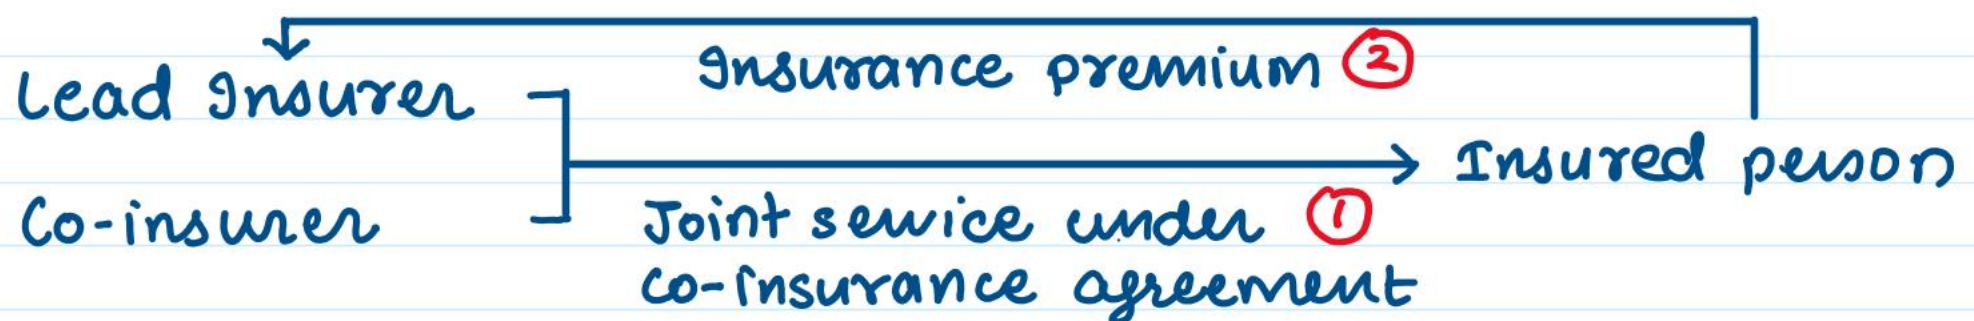 Insurance premium ②
Lead Insurer
Insured person
Co-insurer
Joint service under ①
co-insurance agreement